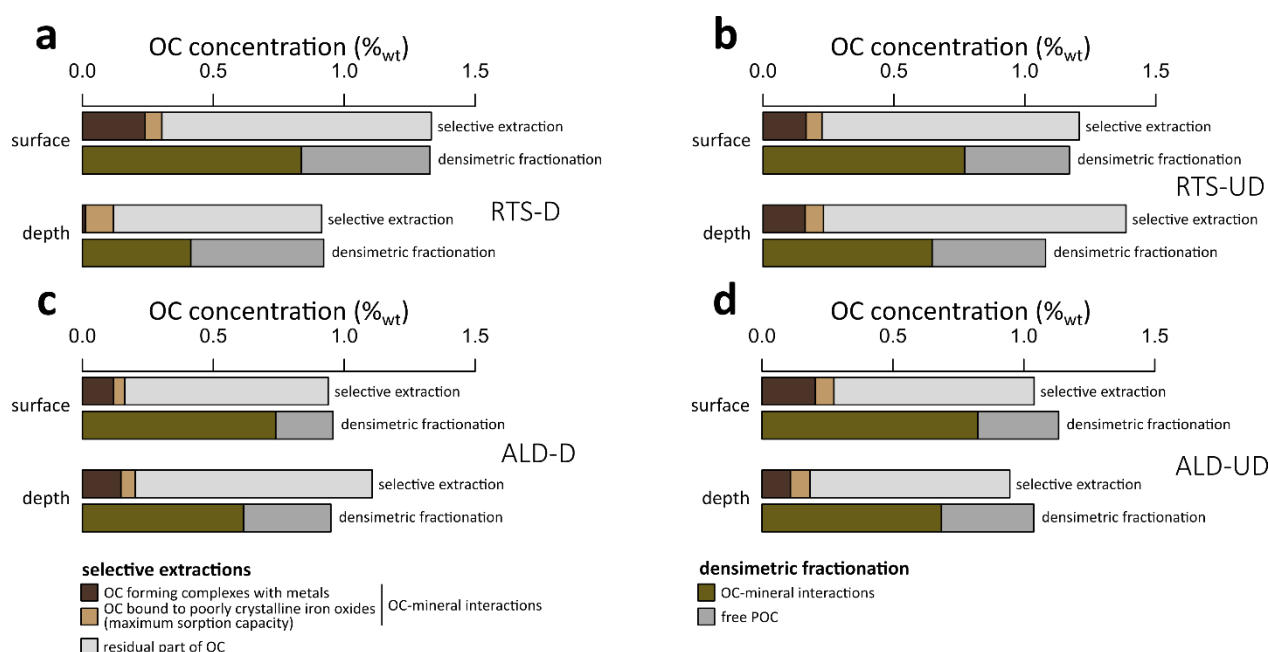 a
OC concentration (%wt)
0.0 0.5 1.0 1.5
surface
selective extraction
densimetric fractionation
RTS-D
depth
selective extraction
densimetric fractionation
b
OC concentration (%wt)
0.0 0.5 1.0 1.5
surface
selective extraction
densimetric fractionation
RTS-UD
depth
selective extraction
densimetric fractionation
c
OC concentration (%wt)
0.0 0.5 1.0 1.5
surface
selective extraction
densimetric fractionation
ALD-D
depth
selective extraction
densimetric fractionation
d
OC concentration (%wt)
0.0 0.5 1.0 1.5
surface
selective extraction
densimetric fractionation
ALD-UD
depth
selective extraction
densimetric fractionation
selective extractions
OC forming complexes with metals
OC bound to poorly crystalline iron oxides
(maximum sorption capacity)
OC-mineral interactions
residual part of OC
densimetric fractionation
OC-mineral interactions
free POC